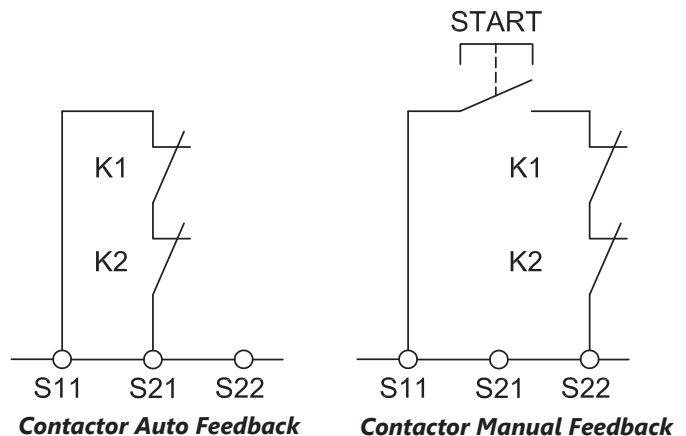 START
K1
K1
K2
K2
S11 S21 S22
S11 S21 S22
Contactor Auto Feedback
Contactor Manual Feedback